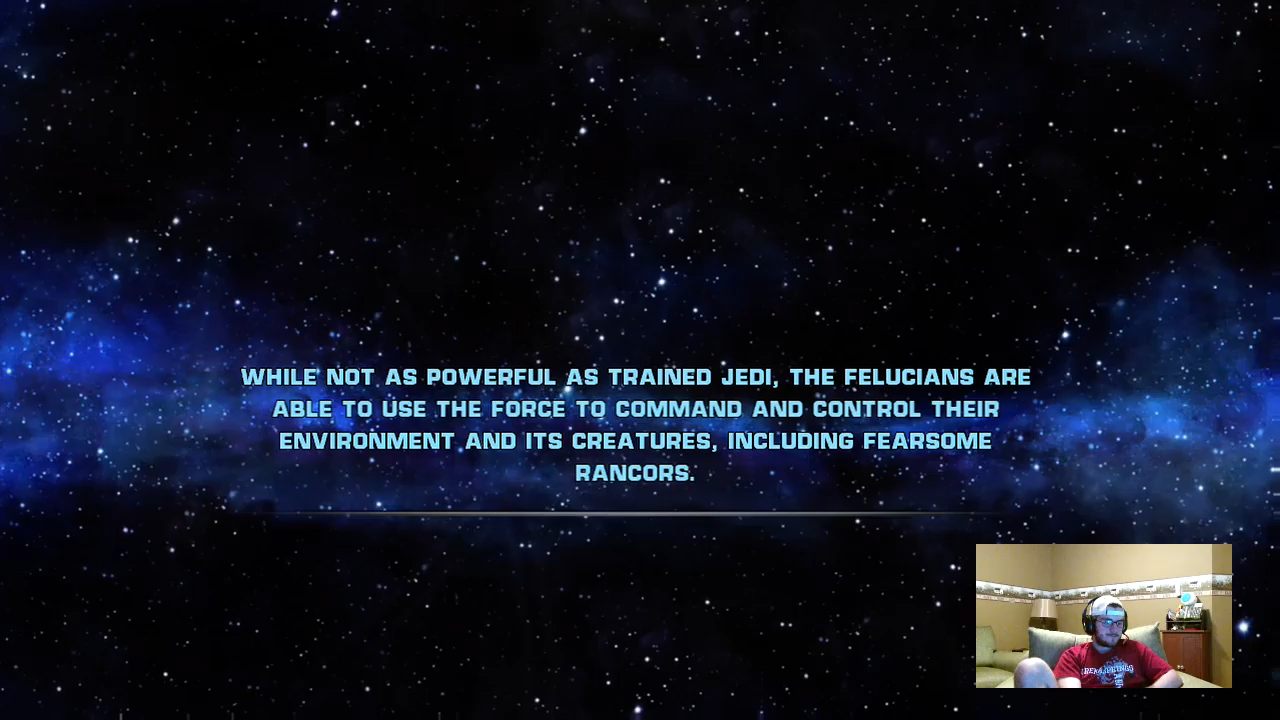 WHILE NOT AS POWERFUL AS TRAINED JEDI, THE FELUCIANS ARE
ABLE TO USE THE FORCE TO COMMAND AND CONTROL THEIR
ENVIRONMENT AND ITS CREATURES, INCLUDING FEARSOME
RANCORS.